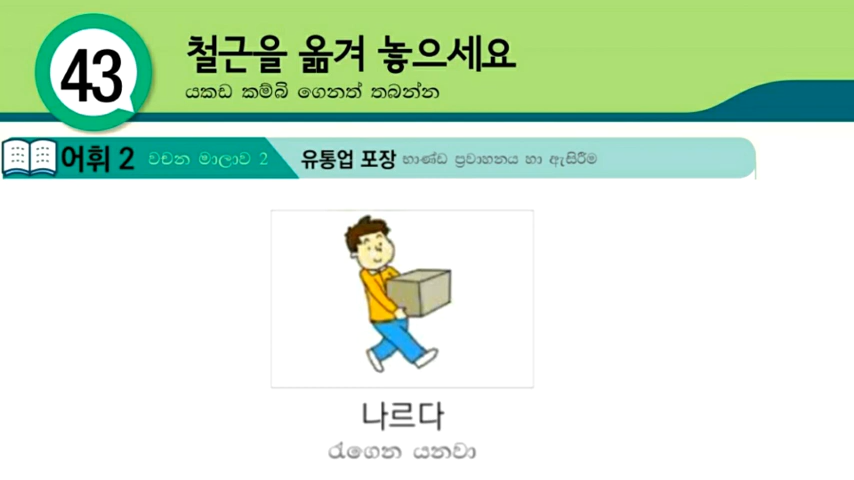 43
철근을 옮겨 놓으세요
යකඩ කම්බි ගෙනත් තබන්න
어휘 2 වචන මාලාව 2 유통업 포장 භාණ්ඩ ප්‍රවාහනය හා ඇසිරීම
나르다
රැගෙන යනවා